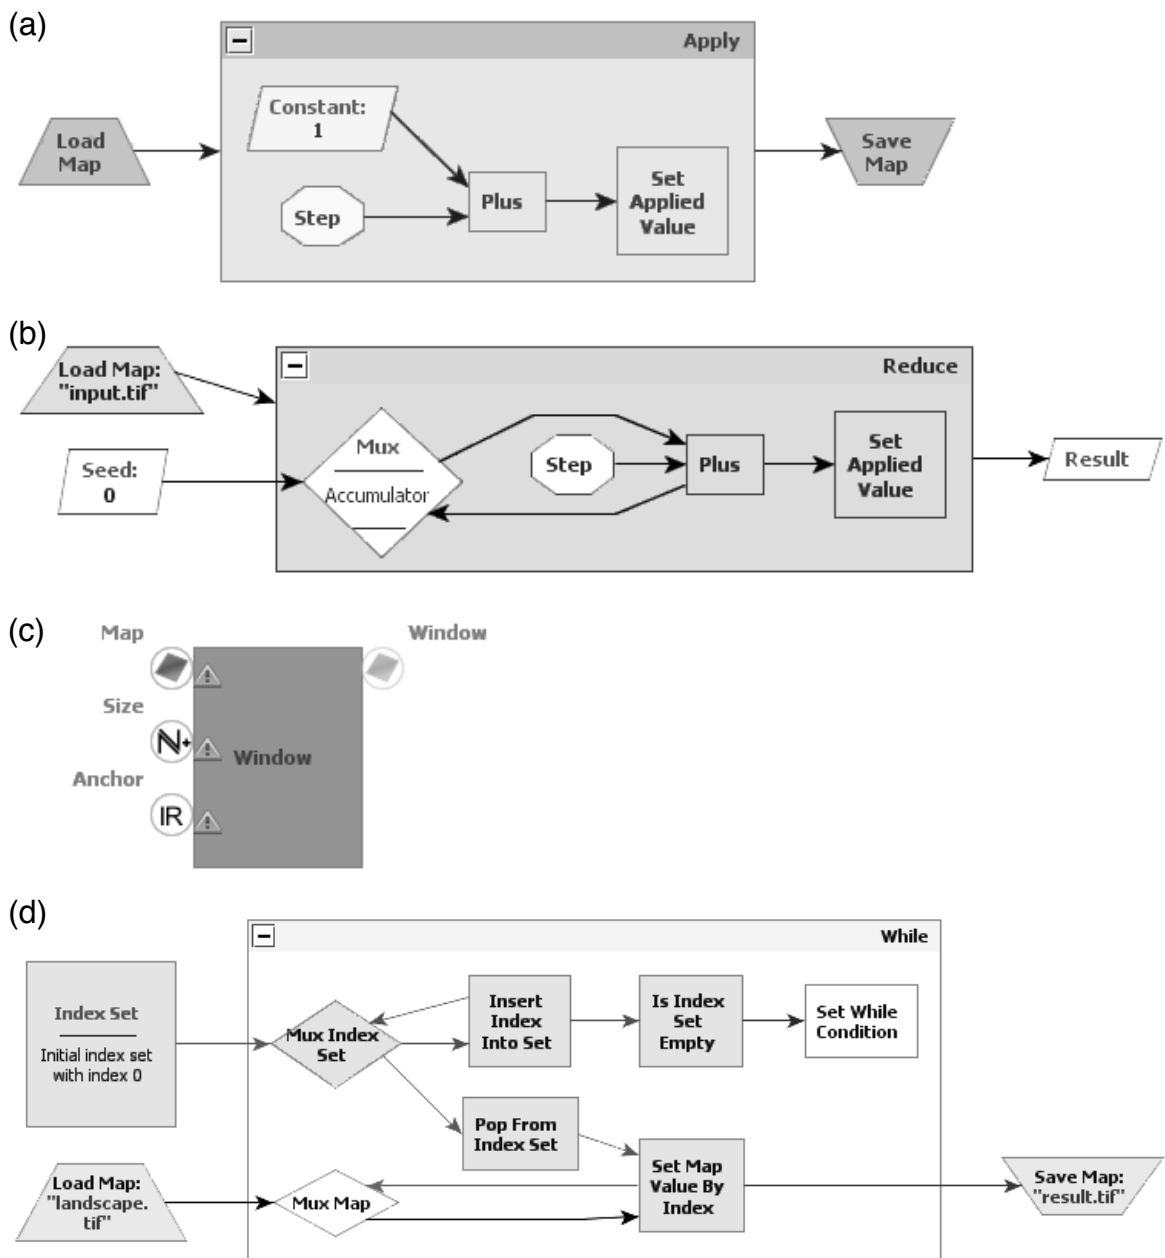 (a)
Apply
Constant:
1
Load
Map
Step
Plus
Set
Applied
Value
Save
Map
(b)
Load Map:
"input.tif"
Reduce
Seed:
0
Mux
Accumulator
Step
Plus
Set
Applied
Value
Result
(c)
Map
Window
Size
N+
Window
Anchor
IR
(d)
While
Index Set
Initial index set
with index 0
Mux Index
Set
Insert
Index
Into Set
Is Index
Set
Empty
Set While
Condition
Pop From
Index Set
Load Map:
"landscape.
tif"
Mux Map
Set Map
Value By
Index
Save Map:
"result.tif"